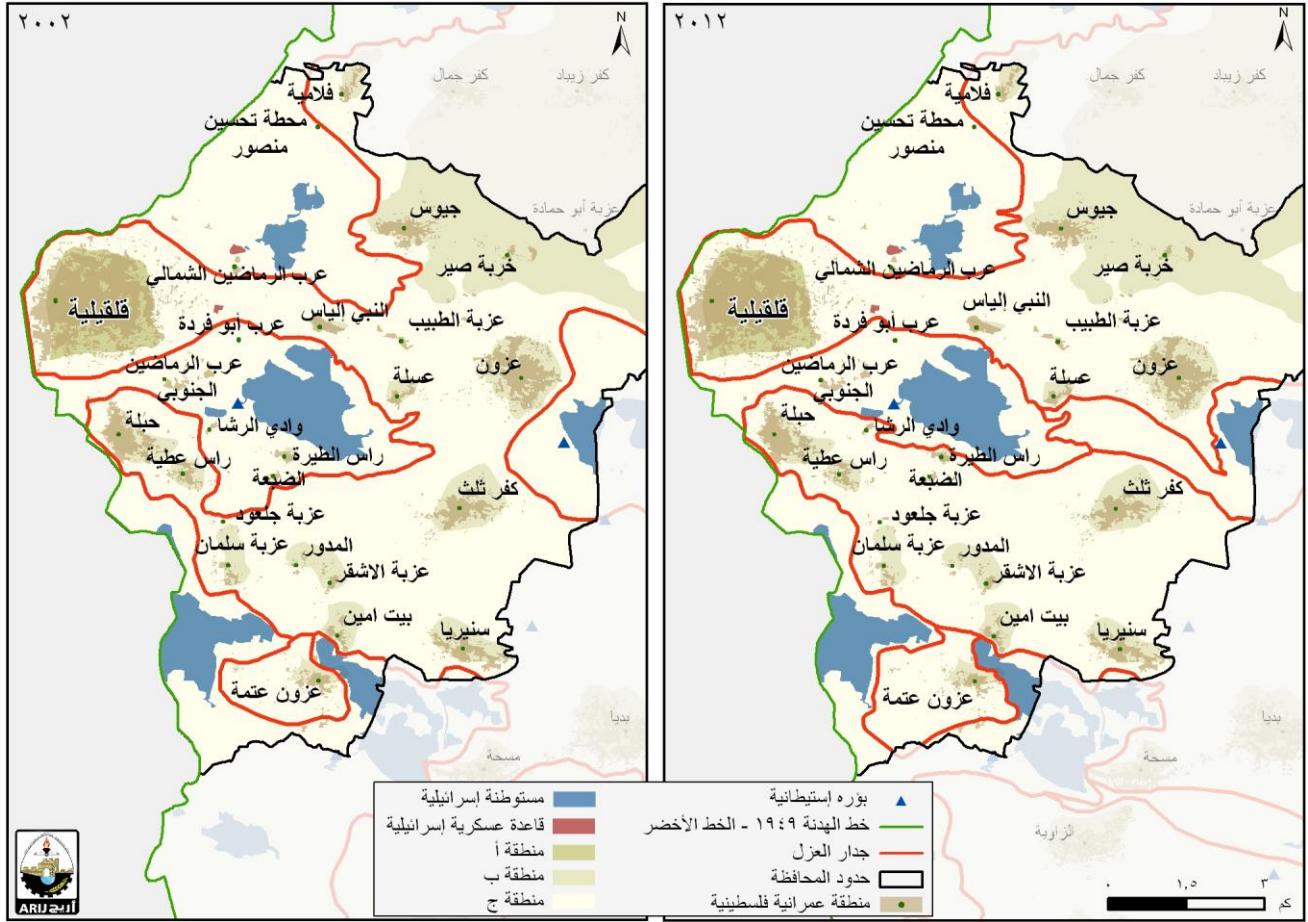 ٢٠٠٢
N
كفر زيباد
كفر جمال
فلامية
محطة تحسين
منصور
جيوس
عزبة أبو حمادة
خربة صير
عرب الرماضين الشمالي
قلقيلية
النبي إلياس
عزبة الطبيب
عرب أبو فردة
عرب الرماضين
الجنوبي
عسلة
عزون
حبلة
وادي الرشا
راس عطية
راس الطيرة
الضبعة
كفر ثلث
عزبة جلعود
المدور
عزبة سلمان
عزبة الاشقر
بيت امين
سنيريا
عزون عتمة
بديا
مسحة
٢٠١٢
N
كفر زيباد
كفر جمال
فلامية
محطة تحسين
منصور
جيوس
عزبة أبو حمادة
خربة صير
عرب الرماضين الشمالي
قلقيلية
النبي إلياس
عزبة الطبيب
عرب أبو فردة
عرب الرماضين
الجنوبي
عسلة
عزون
حبلة
وادي الرشا
راس عطية
راس الطيرة
الضبعة
كفر ثلث
عزبة جلعود
المدور
عزبة سلمان
عزبة الاشقر
بيت امين
سنيريا
عزون عتمة
بديا
مسحة
الزاوية
بؤره إستيطانية
خط الهدنة ١٩٤٩ - الخط الأخضر
جدار العزل
حدود المحافظة
منطقة عمرانية فلسطينية
مستوطنة إسرائيلية
قاعدة عسكرية إسرائيلية
منطقة أ
منطقة ب
منطقة ج
٠ ١,٥ ٣
كم
ARIJ أريج